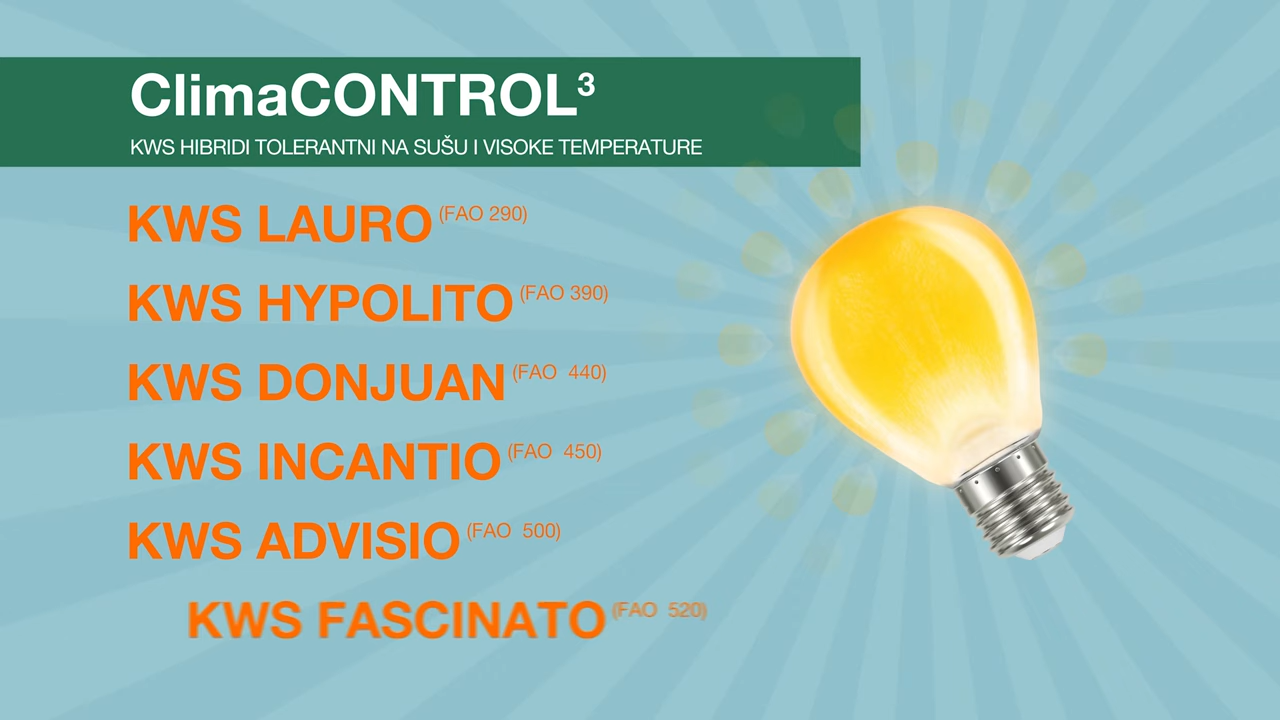 ClimaCONTROL³
KWS HIBRIDI TOLERANTNI NA SUŠU I VISOKE TEMPERATURE
KWS LAURO (FAO 290)
KWS HYPOLITO (FAO 390)
KWS DONJUAN (FAO 440)
KWS INCANTIO (FAO 450)
KWS ADVISIO (FAO 500)
KWS FASCINATO (FAO 520)